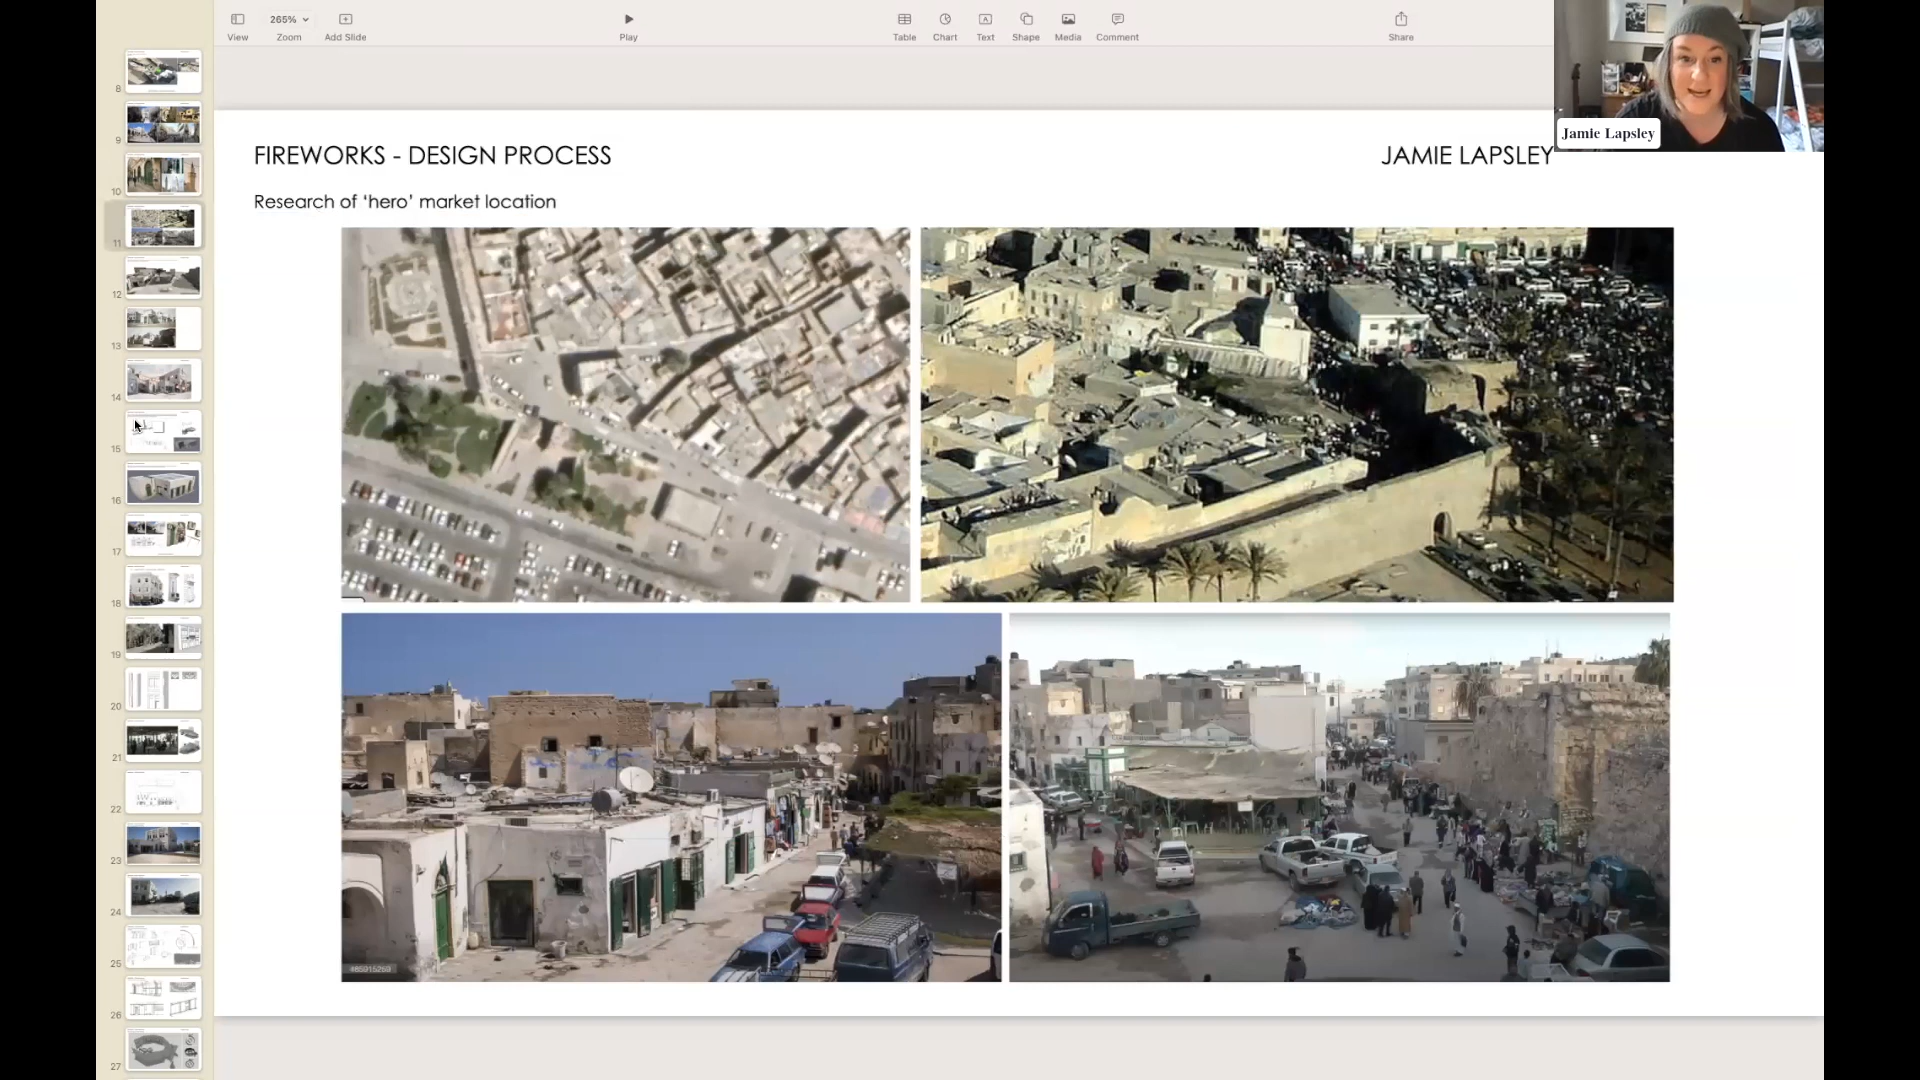 265%
View
Zoom
Add Slide
Play
Table
Chart
Text
Shape
Media
Comment
Share
Jamie Lapsley
FIREWORKS - DESIGN PROCESS
JAMIE LAPSLEY
Research of ‘hero’ market location
8
9
10
11
12
13
14
15
16
17
18
19
20
21
22
23
24
25
26
27
485915269